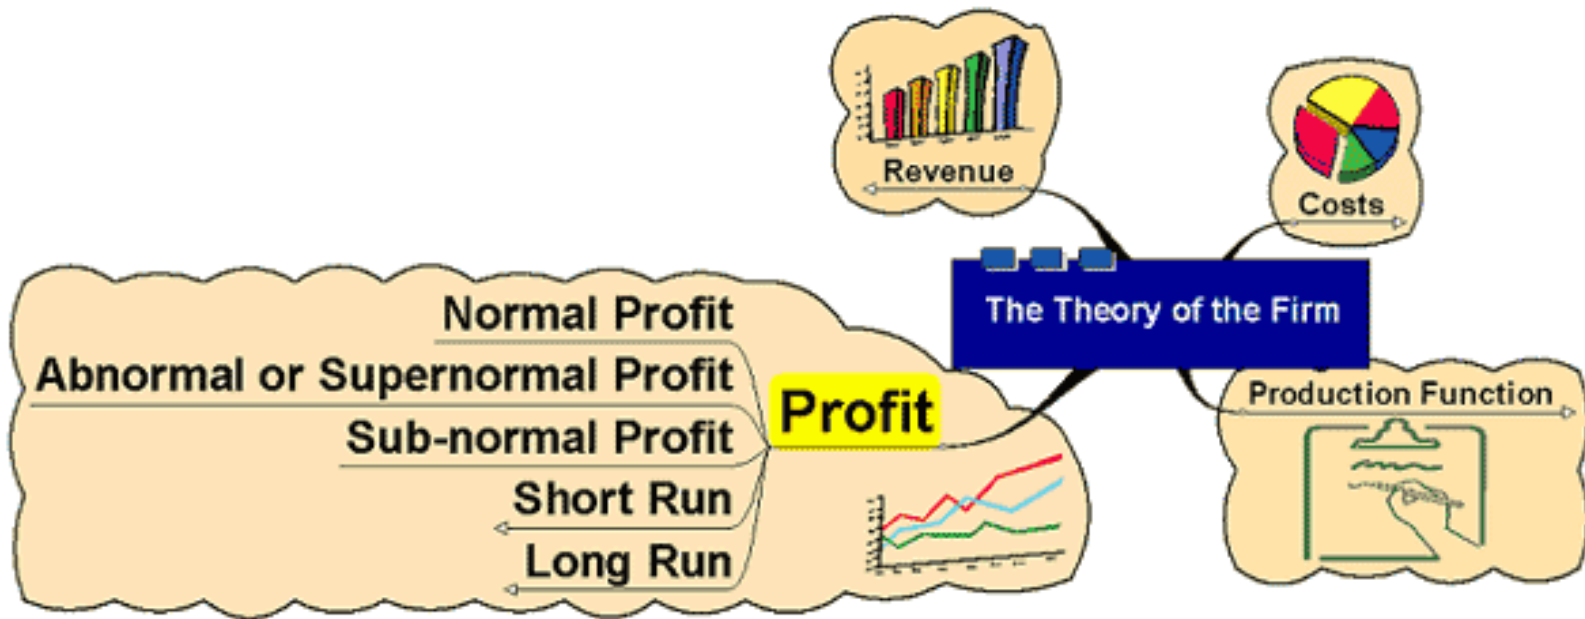 Revenue
Costs
The Theory of the Firm
Normal Profit
Abnormal or Supernormal Profit
Sub-normal Profit
Short Run
Long Run
Profit
Production Function